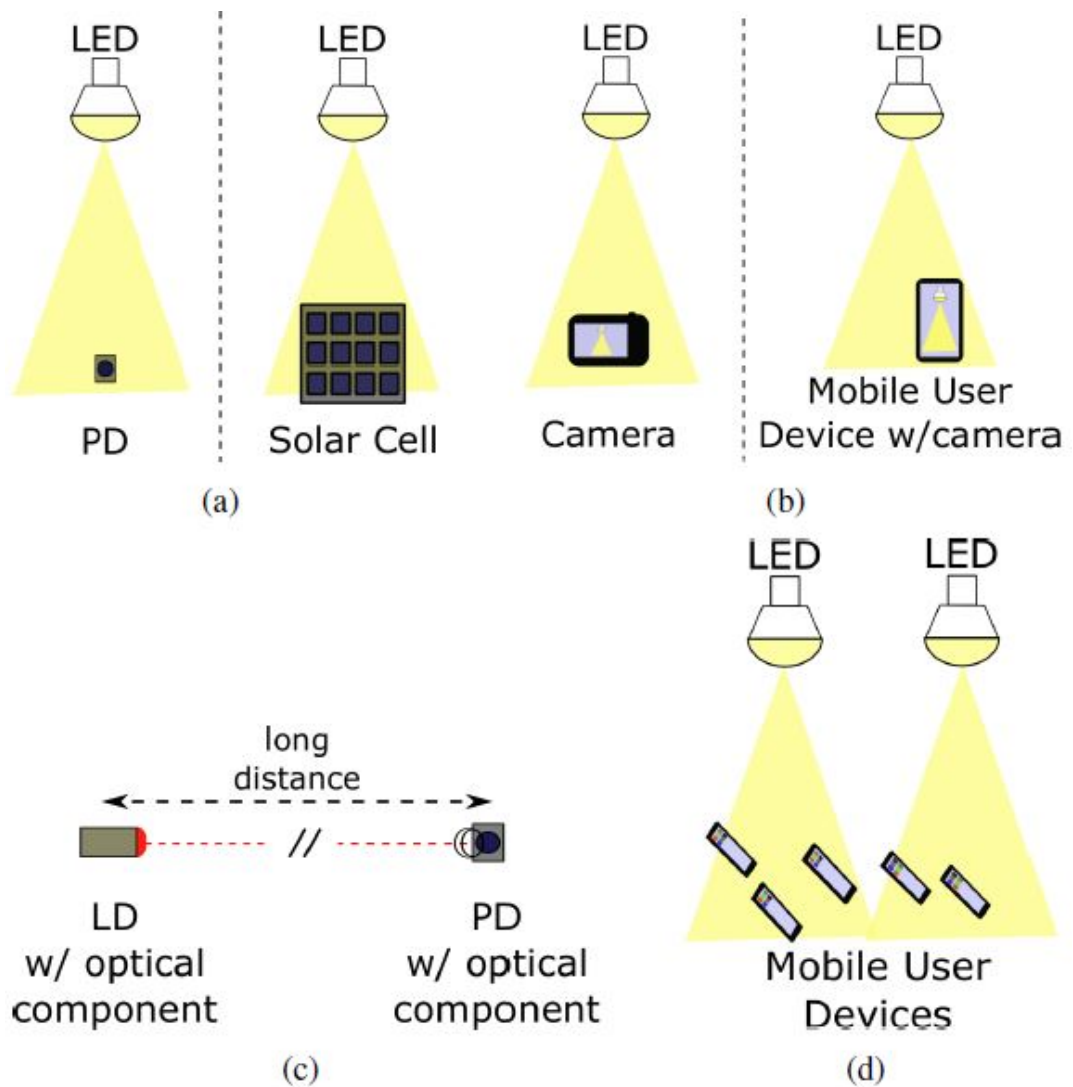 LED
LED
LED
LED
PD
Solar Cell
Camera
Mobile User
Device w/camera
(a)
(b)
LED
LED
long
distance
//
LD
w/ optical
component
PD
w/ optical
component
Mobile User
Devices
(c)
(d)